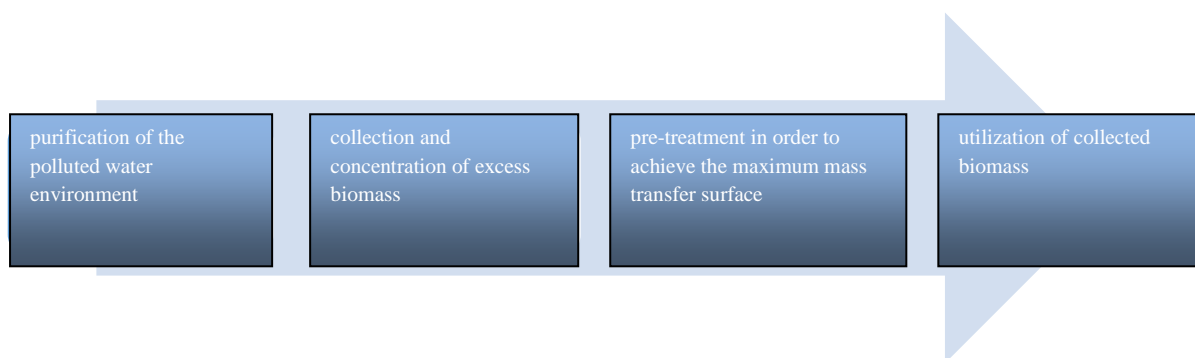 purification of the
polluted water
environment
collection and
concentration of excess
biomass
pre-treatment in order to
achieve the maximum mass
transfer surface
utilization of collected
biomass